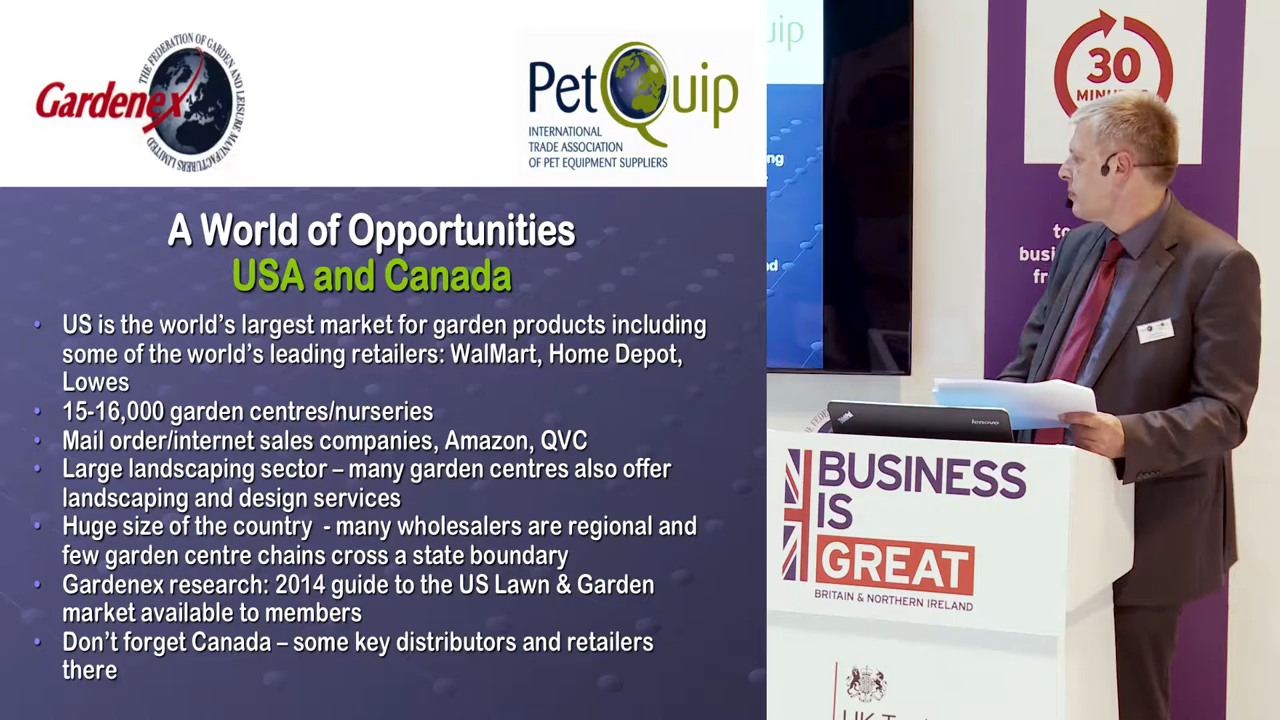 Gardenex
THE FEDERATION OF GARDEN AND LEISURE MANUFACTURERS LIMITED
PetQuip
INTERNATIONAL
TRADE ASSOCIATION
OF PET EQUIPMENT SUPPLIERS
A World of Opportunities
USA and Canada
• US is the world's largest market for garden products including
some of the world's leading retailers: WalMart, Home Depot,
Lowes
• 15-16,000 garden centres/nurseries
• Mail order/internet sales companies, Amazon, QVC
• Large landscaping sector – many garden centres also offer
landscaping and design services
• Huge size of the country - many wholesalers are regional and
few garden centre chains cross a state boundary
• Gardenex research: 2014 guide to the US Lawn & Garden
market available to members
• Don't forget Canada – some key distributors and retailers
there
uip
30
MINUTES
to
busi
fr
lenovo
BUSINESS
IS
GREAT
BRITAIN & NORTHERN IRELAND
UK T